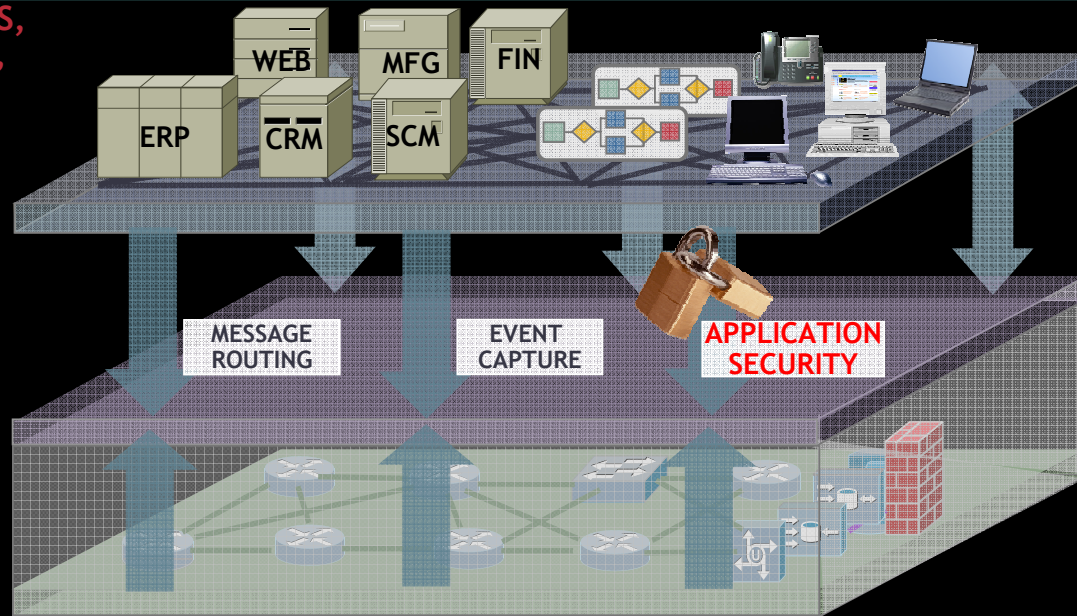 S,
,
WEB
MFG
FIN
ERP
CRM
SCM
MESSAGE
ROUTING
EVENT
CAPTURE
APPLICATION
SECURITY